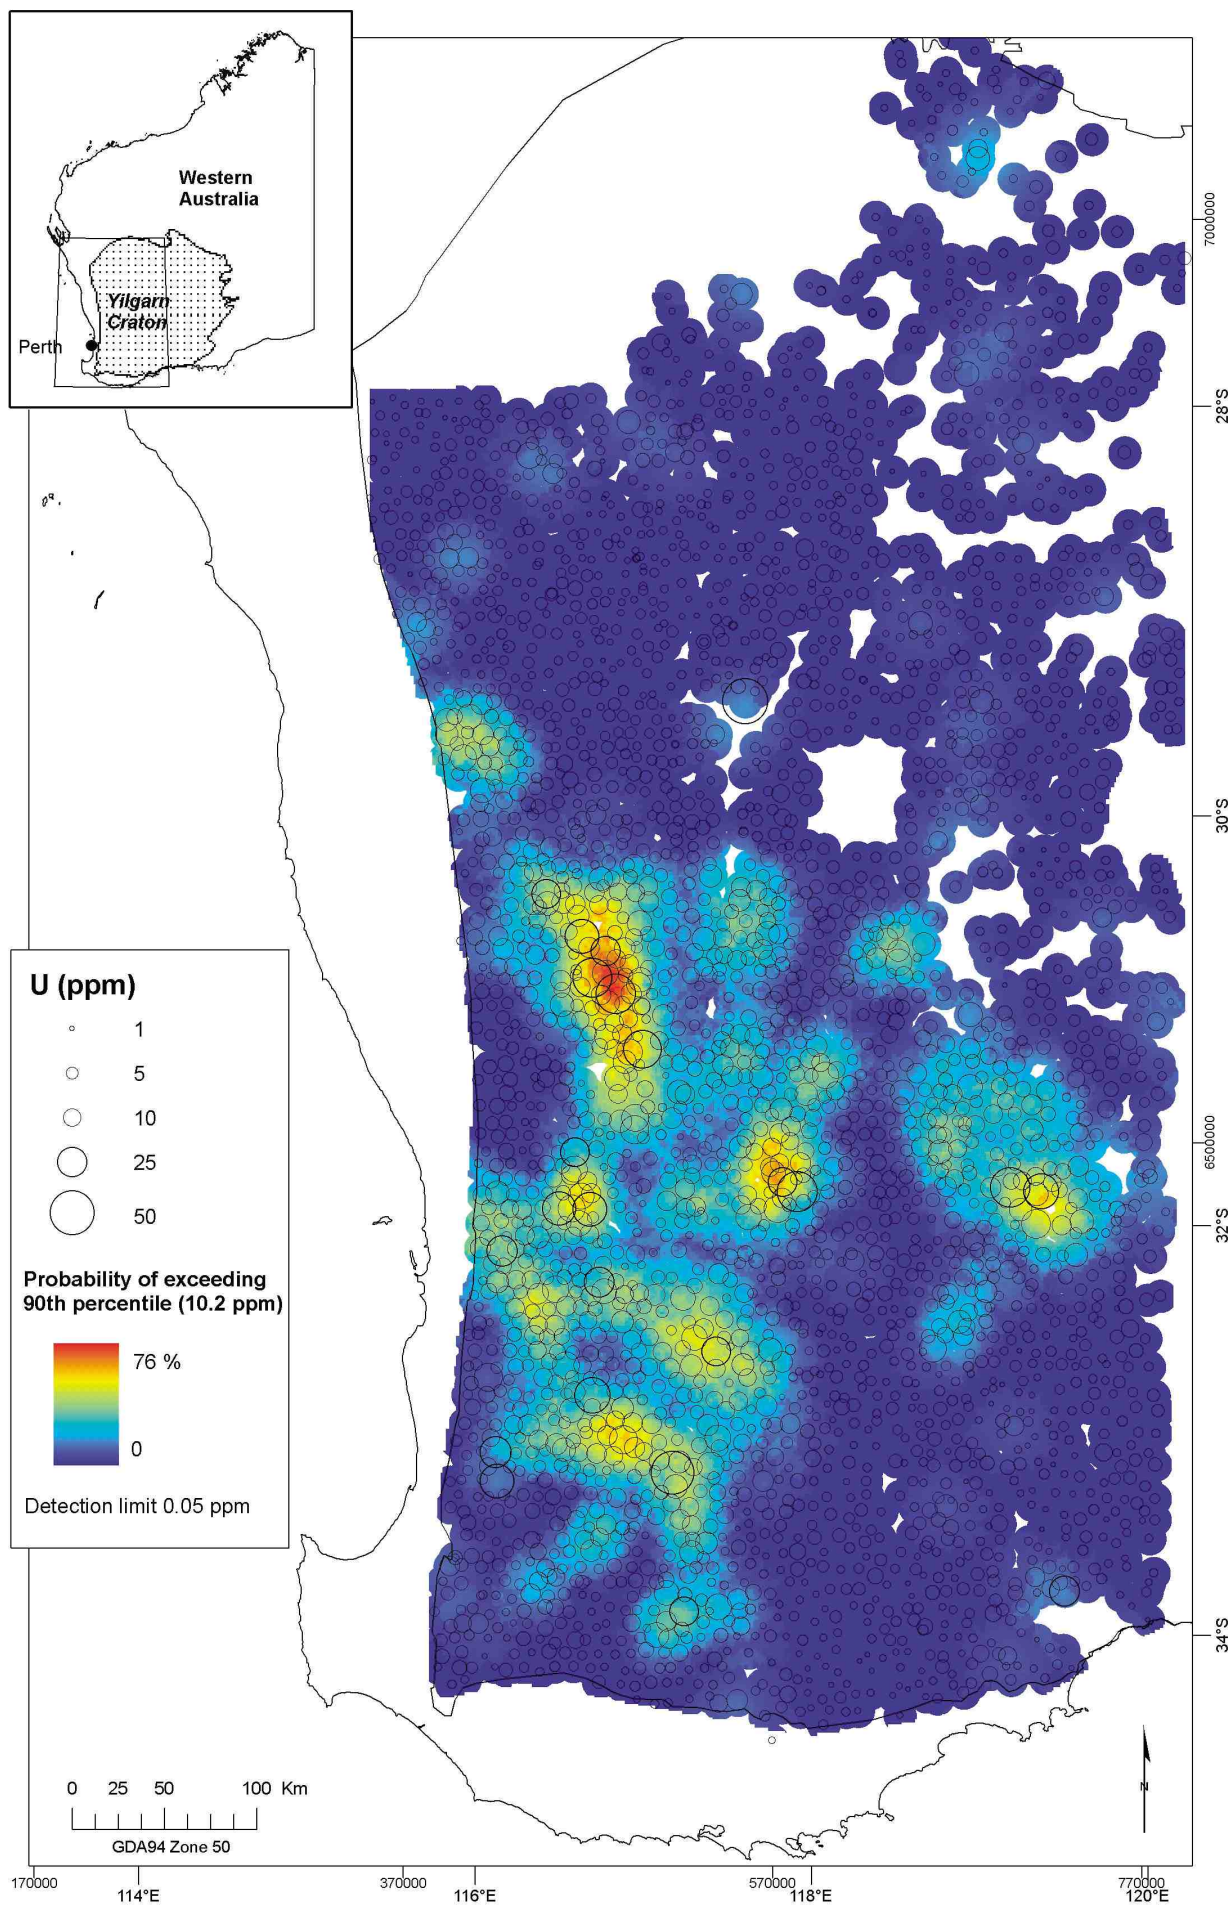 Western
Australia
Yilgarn
Craton
Perth
7000000
28°S
30°S
6500000
32°S
34°S
U (ppm)
1
5
10
25
50
Probability of exceeding
90th percentile (10.2 ppm)
76 %
0
Detection limit 0.05 ppm
0 25 50 100 Km
GDA94 Zone 50
N
170000 370000 570000 770000
114°E 116°E 118°E 120°E